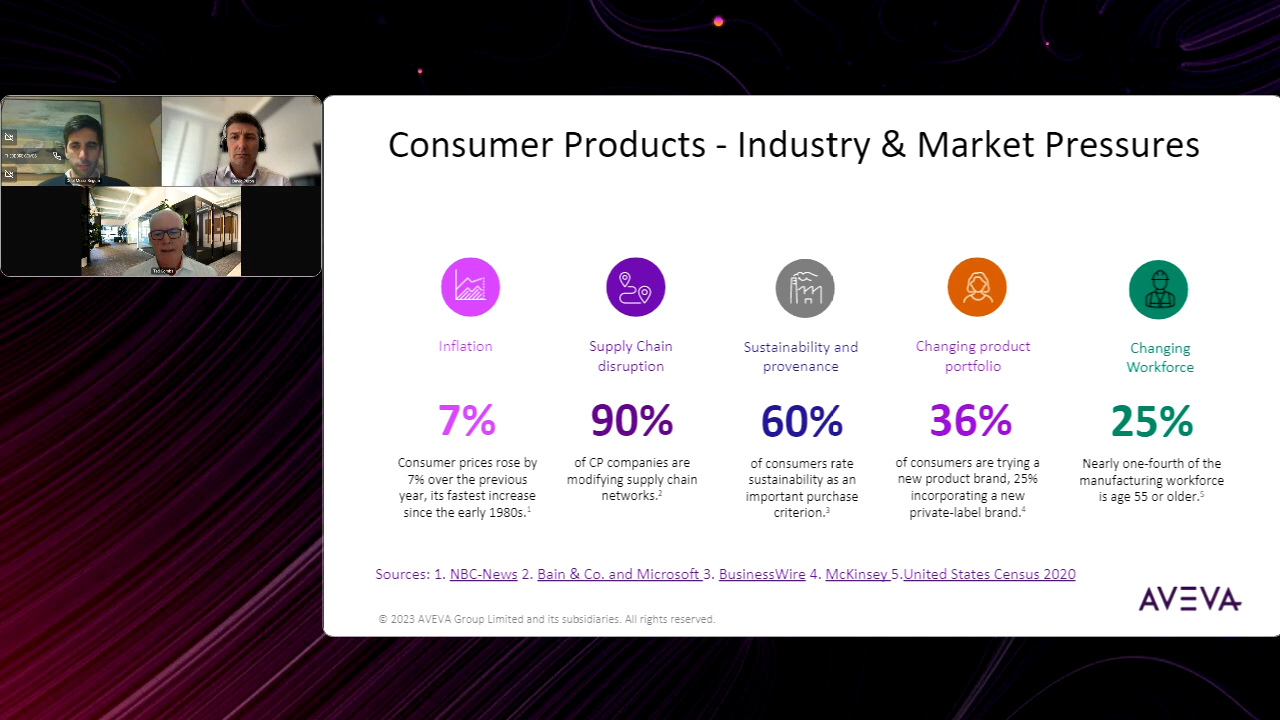 Ted Combs
Consumer Products - Industry & Market Pressures
Inflation
7%
Consumer prices rose by
7% over the previous
year, its fastest increase
since the early 1980s.1
Supply Chain
disruption
90%
of CP companies are
modifying supply chain
networks.2
Sustainability and
provenance
60%
of consumers rate
sustainability as an
important purchase
criterion.3
Changing product
portfolio
36%
of consumers are trying a
new product brand, 25%
incorporating a new
private-label brand.4
Changing
Workforce
25%
Nearly one-fourth of the
manufacturing workforce
is age 55 or older.5
Sources: 1. NBC-News 2. Bain & Co. and Microsoft 3. BusinessWire 4. McKinsey 5.United States Census 2020
AVEVA
© 2023 AVEVA Group Limited and its subsidiaries. All rights reserved.